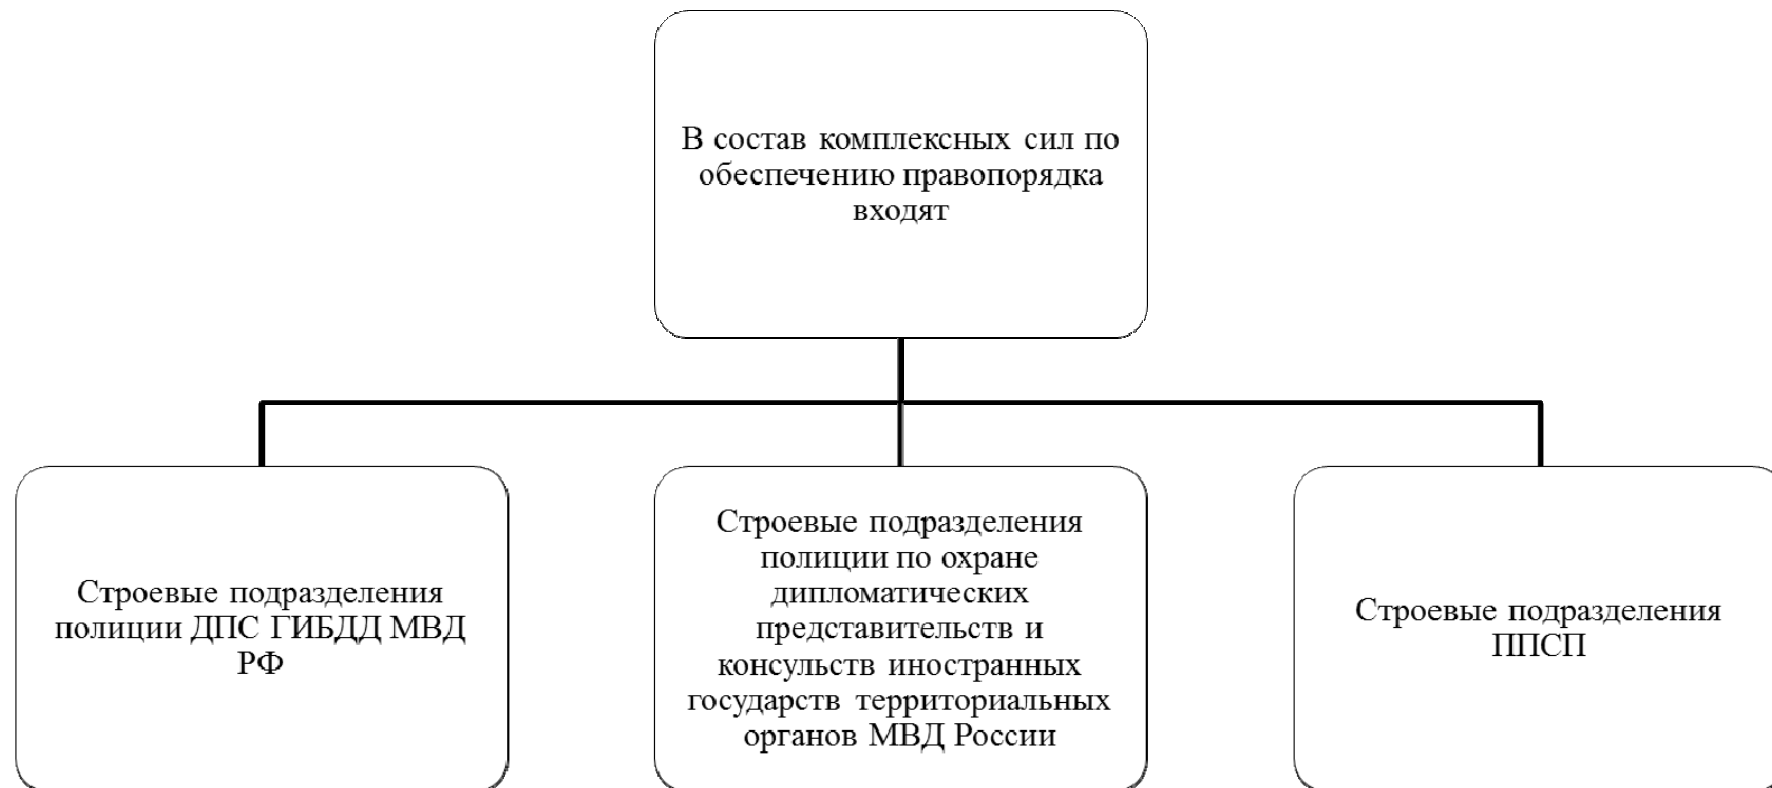 В состав комплексных сил по
обеспечению правопорядка
входят
Строевые подразделения
полиции ДПС ГИБДД МВД
РФ
Строевые подразделения
полиции по охране
дипломатических
представительств и
консульств иностранных
государств территориальных
органов МВД России
Строевые подразделения
ППСП